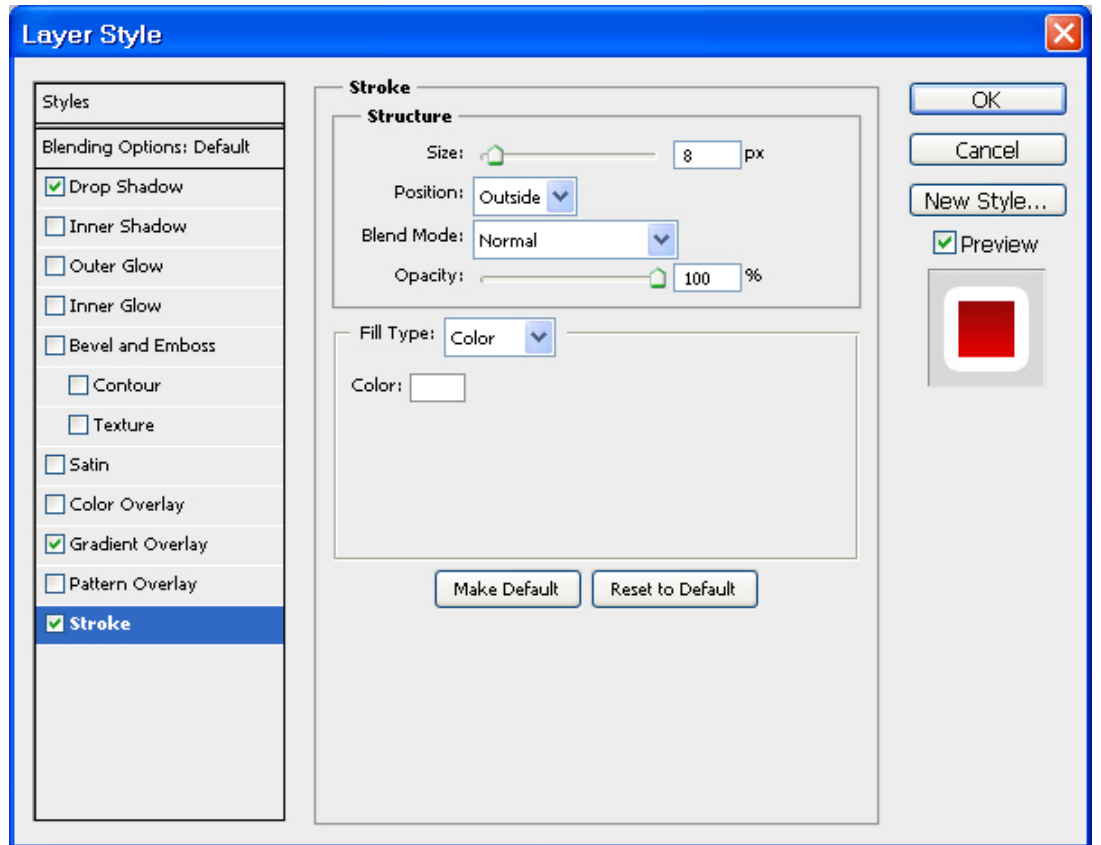 Layer Style
Styles
Blending Options: Default
Drop Shadow
Inner Shadow
Outer Glow
Inner Glow
Bevel and Emboss
Contour
Texture
Satin
Color Overlay
Gradient Overlay
Pattern Overlay
Stroke
Stroke
Structure
Size: 8 px
Position: Outside
Blend Mode: Normal
Opacity: 100 %
Fill Type: Color
Color:
Make Default Reset to Default
OK
Cancel
New Style...
Preview